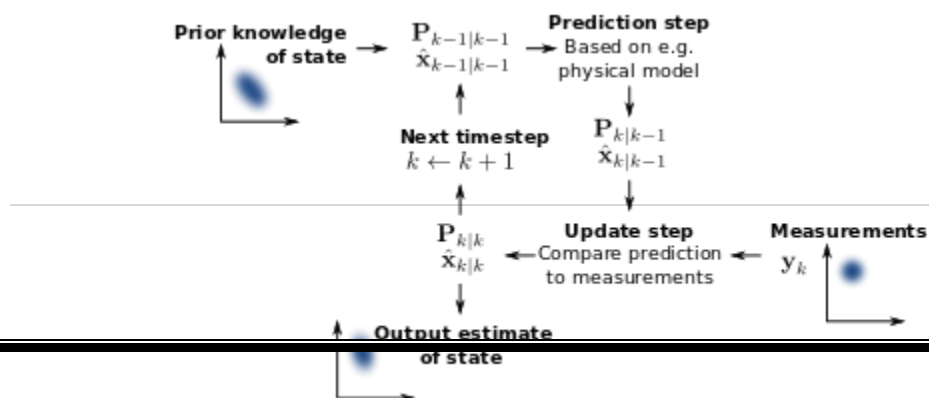 Prior knowledge
of state
P_{k-1|k-1}
x̂_{k-1|k-1}
Prediction step
Based on e.g.
physical model
P_{k|k-1}
x̂_{k|k-1}
Next timestep
k ← k + 1
P_{k|k}
x̂_{k|k}
Update step
Compare prediction
to measurements
Measurements
y_k
Output estimate
of state